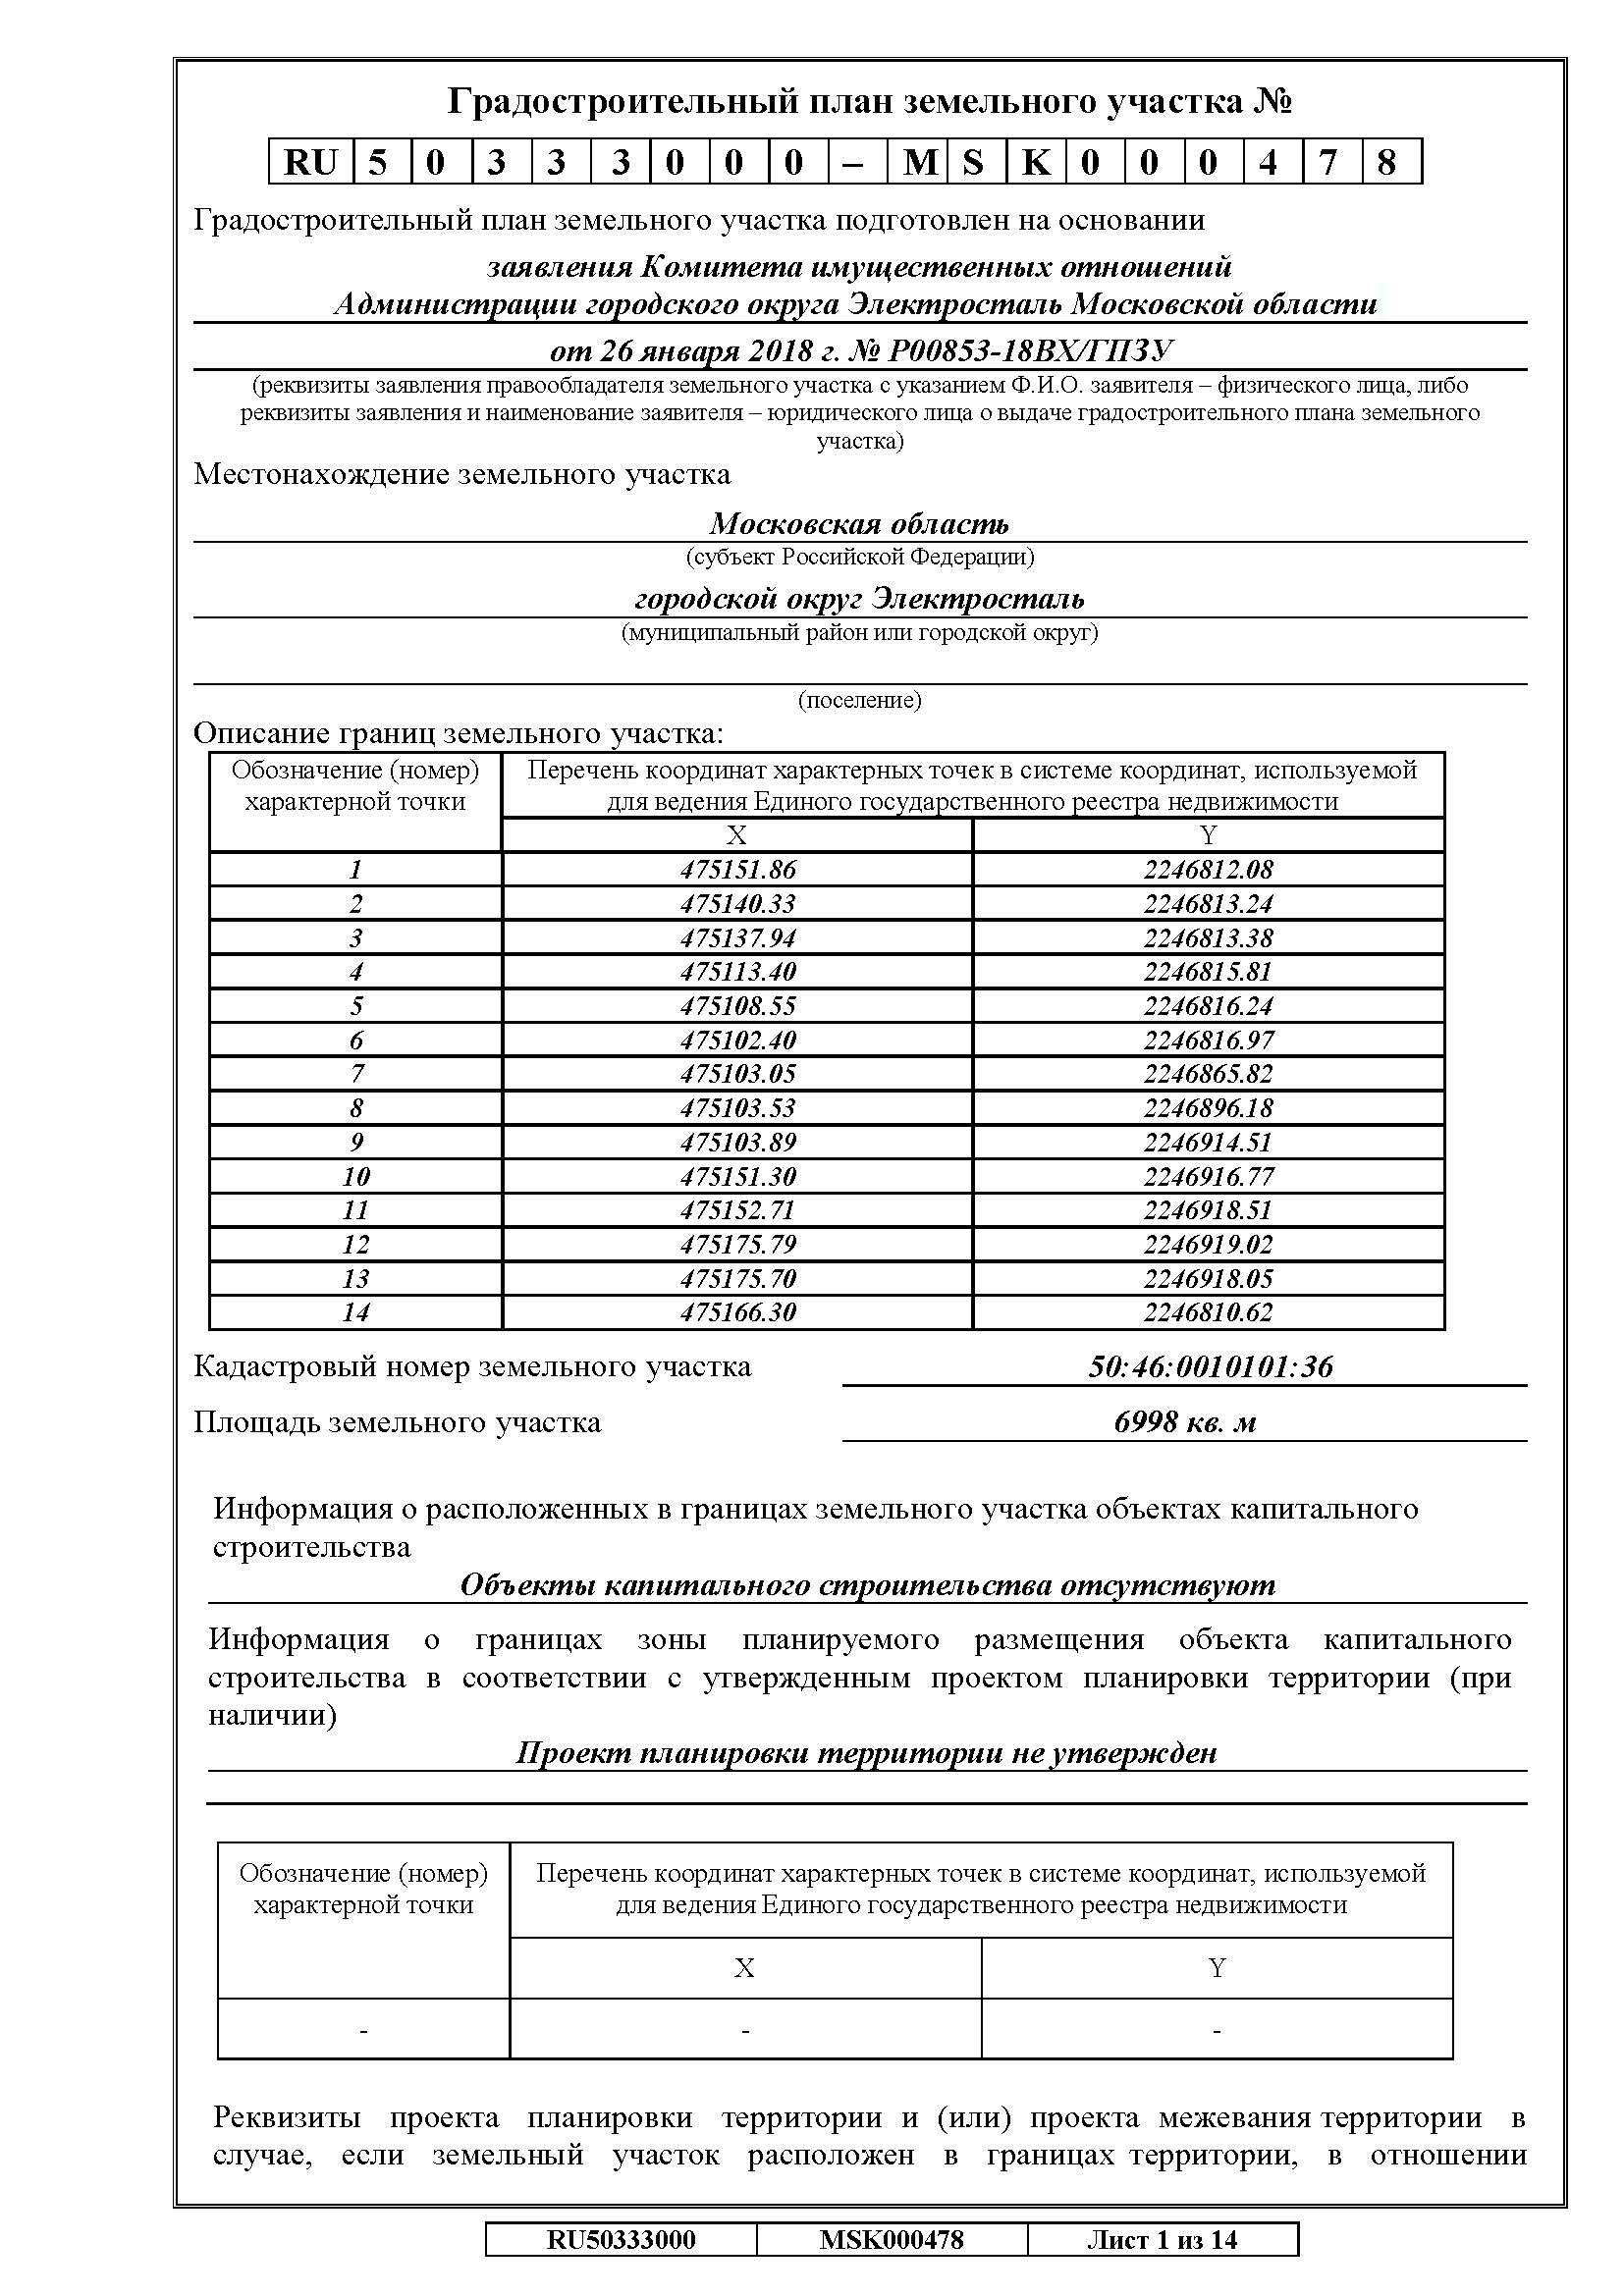 Градостроительный план земельного участка №
RU 5 0 3 3 3 0 0 0 – M S K 0 0 0 4 7 8
Градостроительный план земельного участка подготовлен на основании
заявления Комитета имущественных отношений
Администрации городского округа Электросталь Московской области
от 26 января 2018 г. № Р00853-18ВХ/ГПЗУ
(реквизиты заявления правообладателя земельного участка с указанием Ф.И.О. заявителя – физического лица, либо
реквизиты заявления и наименование заявителя – юридического лица о выдаче градостроительного плана земельного
участка)
Местонахождение земельного участка
Московская область
(субъект Российской Федерации)
городской округ Электросталь
(муниципальный район или городской округ)
(поселение)
Описание границ земельного участка:
Обозначение (номер) Перечень координат характерных точек в системе координат, используемой
характерной точки для ведения Единого государственного реестра недвижимости
X Y
1 475151.86 2246812.08
2 475140.33 2246813.24
3 475137.94 2246813.38
4 475113.40 2246815.81
5 475108.55 2246816.24
6 475102.40 2246816.97
7 475103.05 2246865.82
8 475103.53 2246896.18
9 475103.89 2246914.51
10 475151.30 2246916.77
11 475152.71 2246918.51
12 475175.79 2246919.02
13 475175.70 2246918.05
14 475166.30 2246810.62
Кадастровый номер земельного участка 50:46:0010101:36
Площадь земельного участка 6998 кв. м
Информация о расположенных в границах земельного участка объектах капитального
строительства
Объекты капитального строительства отсутствуют
Информация о границах зоны планируемого размещения объекта капитального
строительства в соответствии с утвержденным проектом планировки территории (при
наличии)
Проект планировки территории не утвержден
Обозначение (номер) Перечень координат характерных точек в системе координат, используемой
характерной точки для ведения Единого государственного реестра недвижимости
X Y
- - -
Реквизиты проекта планировки территории и (или) проекта межевания территории в
случае, если земельный участок расположен в границах территории, в отношении
RU50333000 MSK000478 Лист 1 из 14